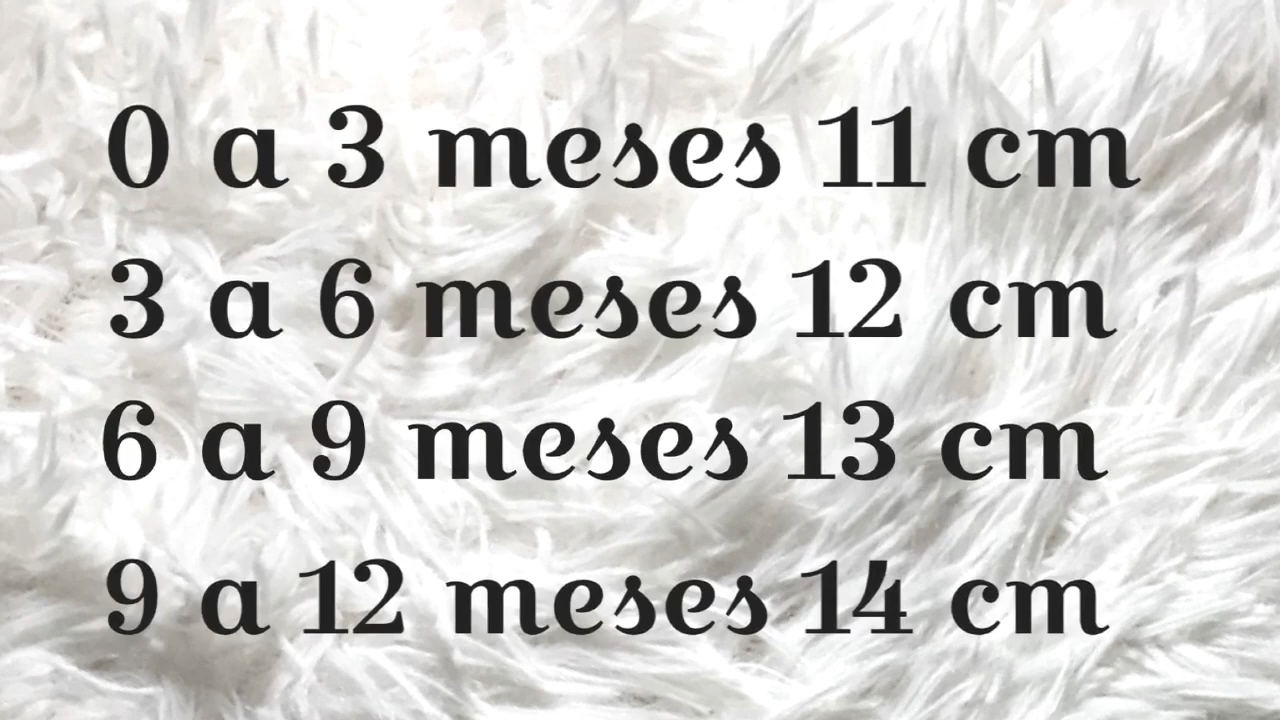 0 a 3 meses 11 cm
3 a 6 meses 12 cm
6 a 9 meses 13 cm
9 a 12 meses 14 cm